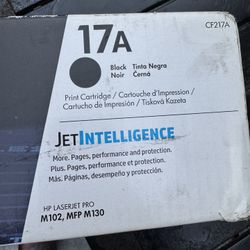 17A
CF217A
Black Tinta Negra
Noir Černá
Print Cartridge / Cartouche d'Impression /
Cartucho de Impresión / Tisková Kazeta
JETINTELLIGENCE
More. Pages, performance and protection.
Plus. Pages, performance et protection.
Más. Páginas, desempeño y protección.
HP LASERJET PRO
M102, MFP M130